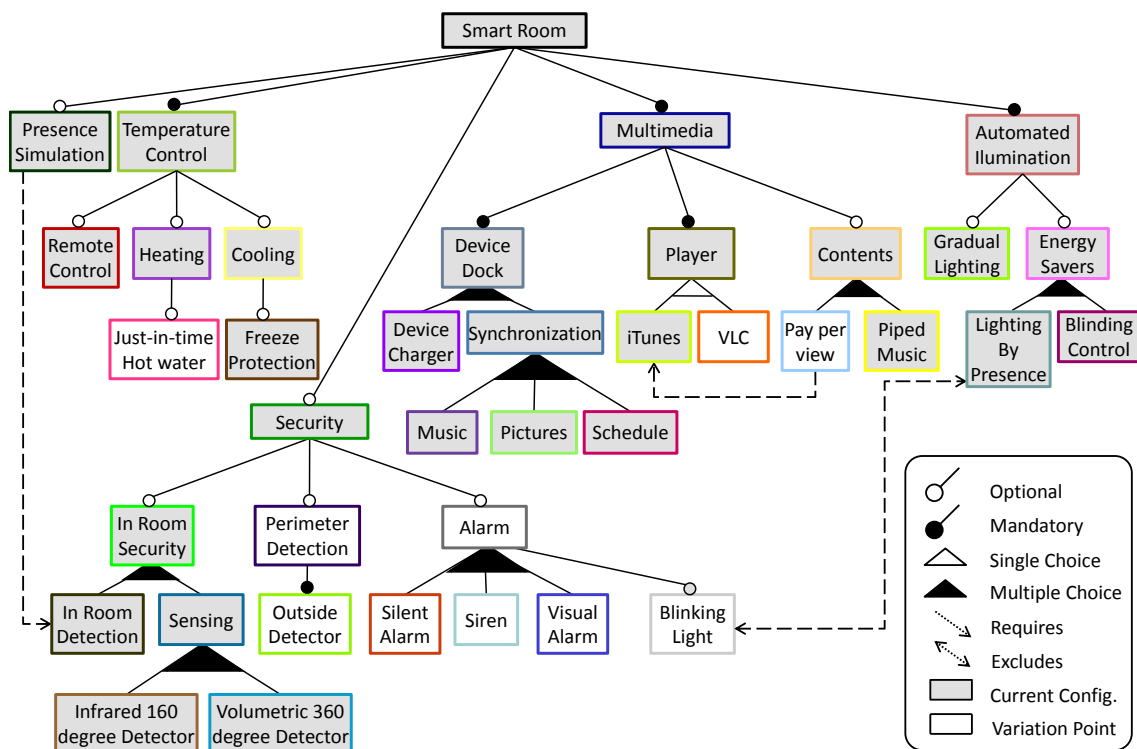 Smart Room
Presence
Simulation
Temperature
Control
Multimedia
Automated
Ilumination
Remote
Control
Heating
Cooling
Device
Dock
Player
Contents
Gradual
Lighting
Energy
Savers
Just-in-time
Hot water
Freeze
Protection
Device
Charger
Synchronization
iTunes
VLC
Pay per
view
Piped
Music
Lighting
By
Presence
Blinding
Control
Security
Music
Pictures
Schedule
In Room
Security
Perimeter
Detection
Alarm
In Room
Detection
Sensing
Outside
Detector
Silent
Alarm
Siren
Visual
Alarm
Blinking
Light
Infrared 160
degree Detector
Volumetric 360
degree Detector
Optional
Mandatory
Single Choice
Multiple Choice
Requires
Excludes
Current Config.
Variation Point